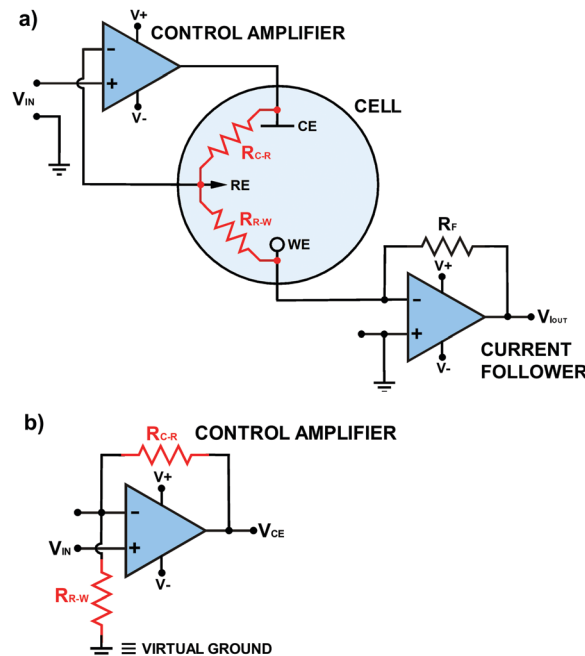 a)
V+
CONTROL AMPLIFIER
−
+
VIN
V-
CELL
CE
RC-R
RE
RR-W
WE
RF
V+
−
+
VIOUT
V-
CURRENT
FOLLOWER
b)
RC-R
CONTROL AMPLIFIER
V+
−
VCE
VIN
+
V-
RR-W
≡ VIRTUAL GROUND